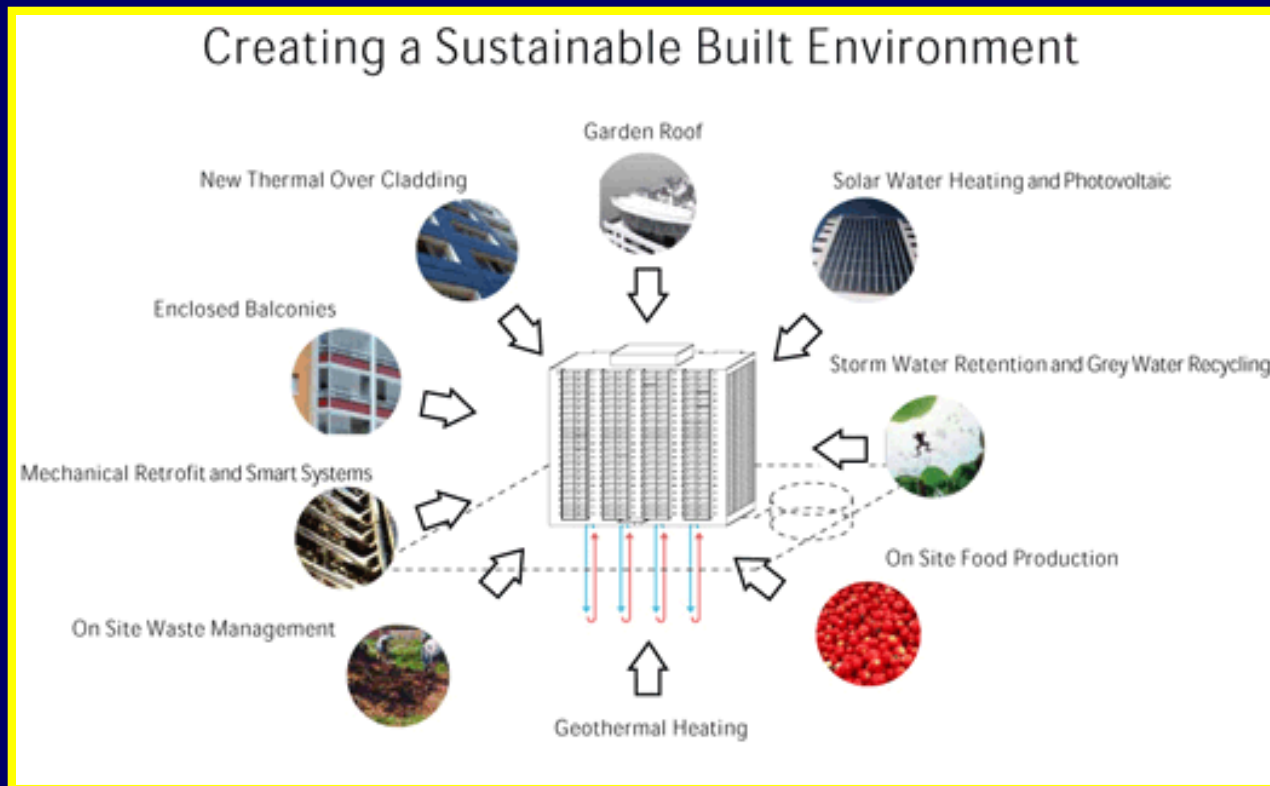 Creating a Sustainable Built Environment
Garden Roof
New Thermal Over Cladding
Solar Water Heating and Photovoltaic
Enclosed Balconies
Storm Water Retention and Grey Water Recycling
Mechanical Retrofit and Smart Systems
On Site Food Production
On Site Waste Management
Geothermal Heating